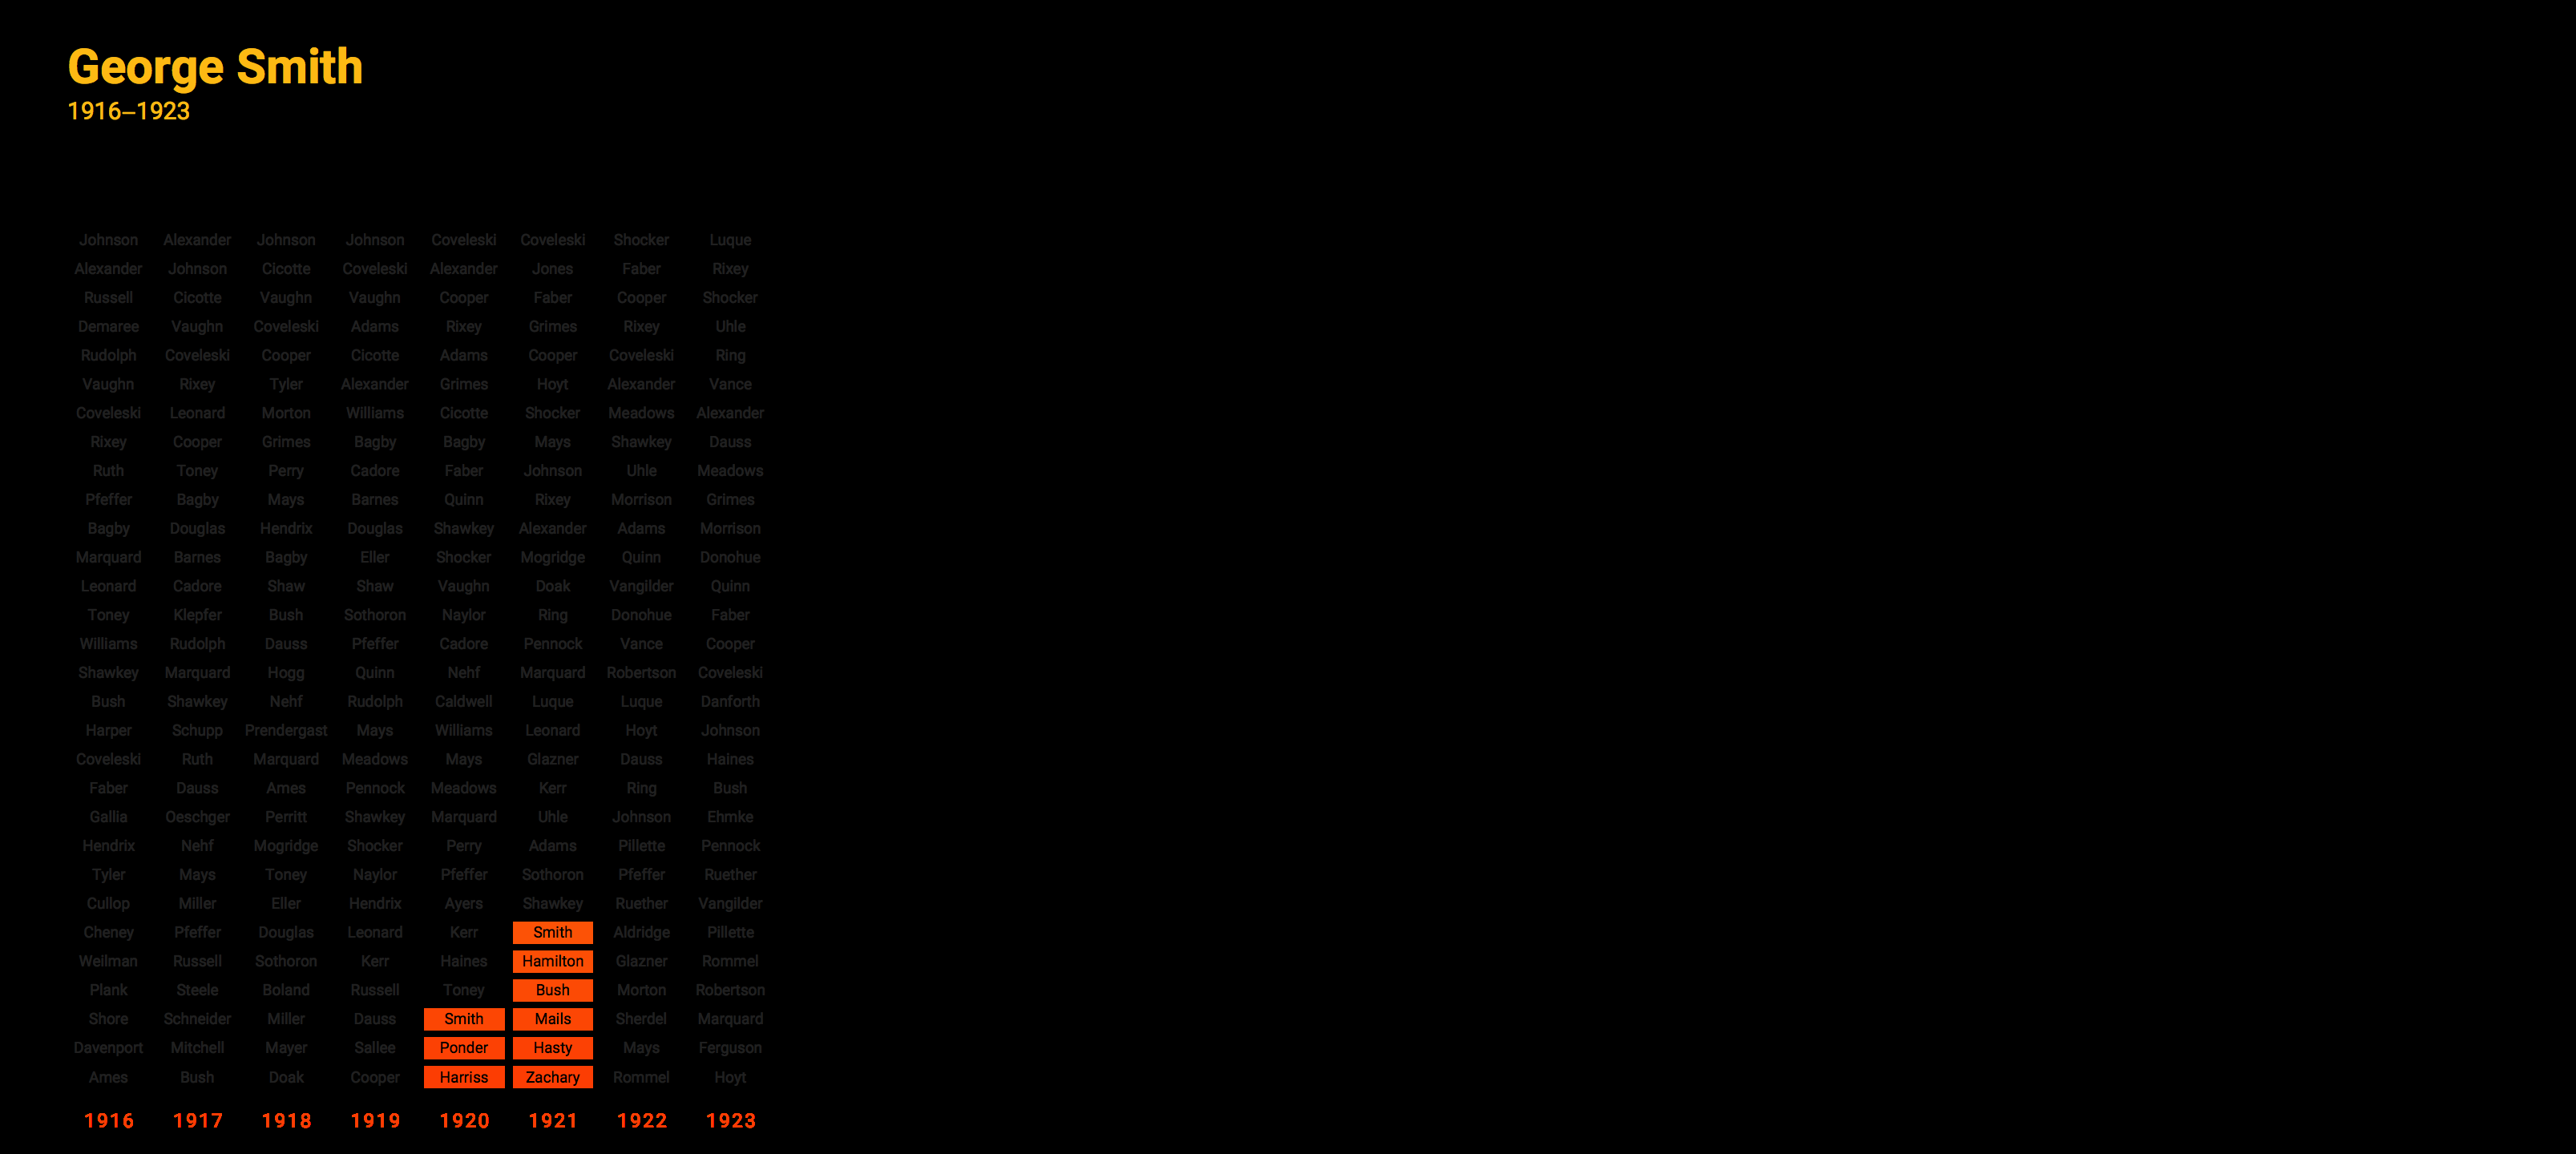 George Smith
1916–1923
Johnson Alexander Johnson Johnson Coveleski Coveleski Shocker Luque
Alexander Johnson Cicotte Coveleski Alexander Jones Faber Rixey
Russell Cicotte Vaughn Vaughn Cooper Faber Cooper Shocker
Demaree Vaughn Coveleski Adams Rixey Grimes Rixey Uhle
Rudolph Coveleski Cooper Cicotte Adams Cooper Coveleski Ring
Vaughn Rixey Tyler Alexander Grimes Hoyt Alexander Vance
Coveleski Leonard Morton Williams Cicotte Shocker Meadows Alexander
Rixey Cooper Grimes Bagby Bagby Mays Shawkey Dauss
Ruth Toney Perry Cadore Faber Johnson Uhle Meadows
Pfeffer Bagby Mays Barnes Quinn Rixey Morrison Grimes
Bagby Douglas Hendrix Douglas Shawkey Alexander Adams Morrison
Marquard Barnes Bagby Eller Shocker Mogridge Quinn Donohue
Leonard Cadore Shaw Shaw Vaughn Doak Vangilder Quinn
Toney Klepfer Bush Sothoron Naylor Ring Donohue Faber
Williams Rudolph Dauss Pfeffer Cadore Pennock Vance Cooper
Shawkey Marquard Hogg Quinn Nehf Marquard Robertson Coveleski
Bush Shawkey Nehf Rudolph Caldwell Luque Luque Danforth
Harper Schupp Prendergast Mays Williams Leonard Hoyt Johnson
Coveleski Ruth Marquard Meadows Mays Glazner Dauss Haines
Faber Dauss Ames Pennock Meadows Kerr Ring Bush
Gallia Oeschger Perritt Shawkey Marquard Uhle Johnson Ehmke
Hendrix Nehf Mogridge Shocker Perry Adams Pillette Pennock
Tyler Mays Toney Naylor Pfeffer Sothoron Pfeffer Ruether
Cullop Miller Eller Hendrix Ayers Shawkey Ruether Vangilder
Cheney Pfeffer Douglas Leonard Kerr Smith Aldridge Pillette
Weilman Russell Sothoron Kerr Haines Hamilton Glazner Rommel
Plank Steele Boland Russell Toney Bush Morton Robertson
Shore Schneider Miller Dauss Smith Mails Sherdel Marquard
Davenport Mitchell Mayer Sallee Ponder Hasty Mays Ferguson
Ames Bush Doak Cooper Harriss Zachary Rommel Hoyt
1916 1917 1918 1919 1920 1921 1922 1923